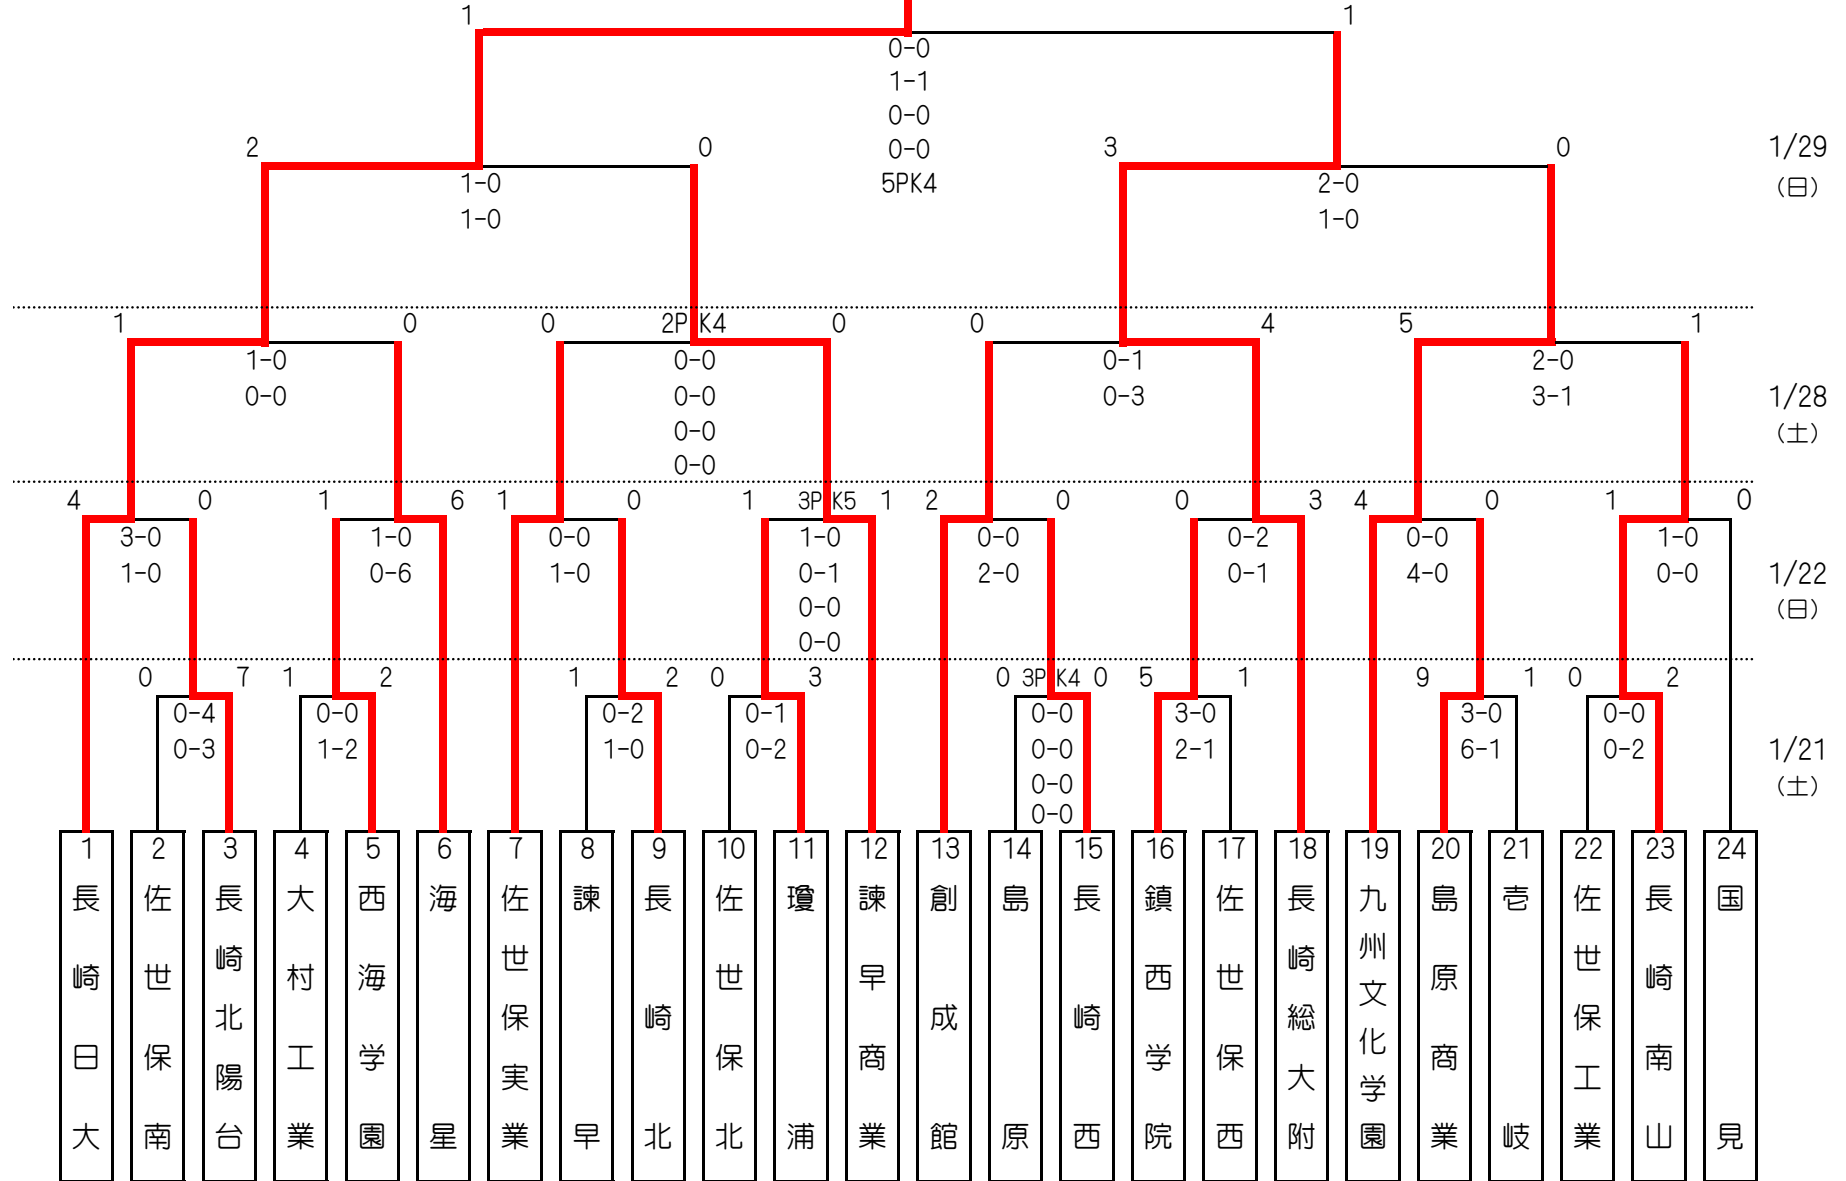 1 1
0-0
1-1
0-0
0-0
5PK4
2 0 3 0 1/29
(日)
1-0 2-0
1-0 1-0
1 0 0 2PK4 0 0 4 5 1
1-0 0-0 0-1 2-0
0-0 0-0 0-3 3-1 1/28
0-0 (土)
0-0
4 0 1 6 1 0 1 3PK5 1 2 0 0 3 4 0 1 0
3-0 1-0 0-0 1-0 0-0 0-2 0-0 1-0
1-0 0-6 1-0 0-1 2-0 0-1 4-0 0-0 1/22
0-0 (日)
0-0
0 7 1 2 1 2 0 3 0 3PK4 0 5 1 9 1 0 2
0-4 0-0 0-2 0-1 0-0 3-0 3-0 0-0
0-3 1-2 1-0 0-2 0-0 2-1 6-1 0-2 1/21
0-0 (土)
0-0
1 長崎日大
2 佐世保南
3 長崎北陽台
4 大村工業
5 西海学園
6 海星
7 佐世保実業
8 諫早
9 長崎北
10 佐世保北
11 瓊浦
12 諫早商業
13 創成館
14 島原
15 長崎西
16 鎮西学院
17 佐世保西
18 長崎総大附
19 九州文化学園
20 島原商業
21 壱岐
22 佐世保工業
23 長崎南山
24 国見